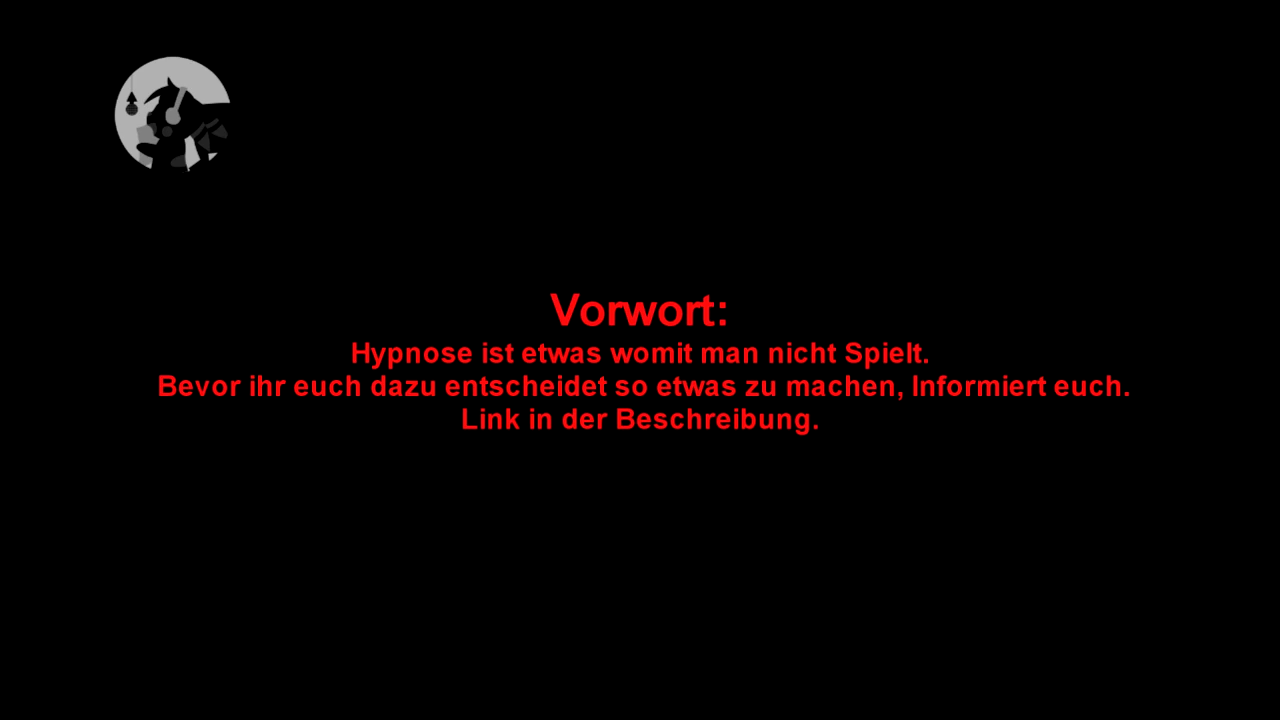 Vorwort:
Hypnose ist etwas womit man nicht Spielt.
Bevor ihr euch dazu entscheidet so etwas zu machen, Informiert euch.
Link in der Beschreibung.